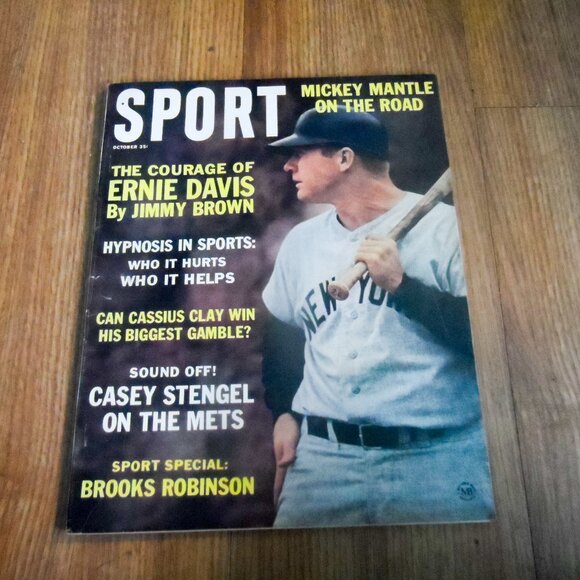 SPORT
OCTOBER 35¢
MICKEY MANTLE
ON THE ROAD
THE COURAGE OF
ERNIE DAVIS
By JIMMY BROWN
HYPNOSIS IN SPORTS:
WHO IT HURTS
WHO IT HELPS
CAN CASSIUS CLAY WIN
HIS BIGGEST GAMBLE?
SOUND OFF!
CASEY STENGEL
ON THE METS
SPORT SPECIAL:
BROOKS ROBINSON
NEW YORK
MB